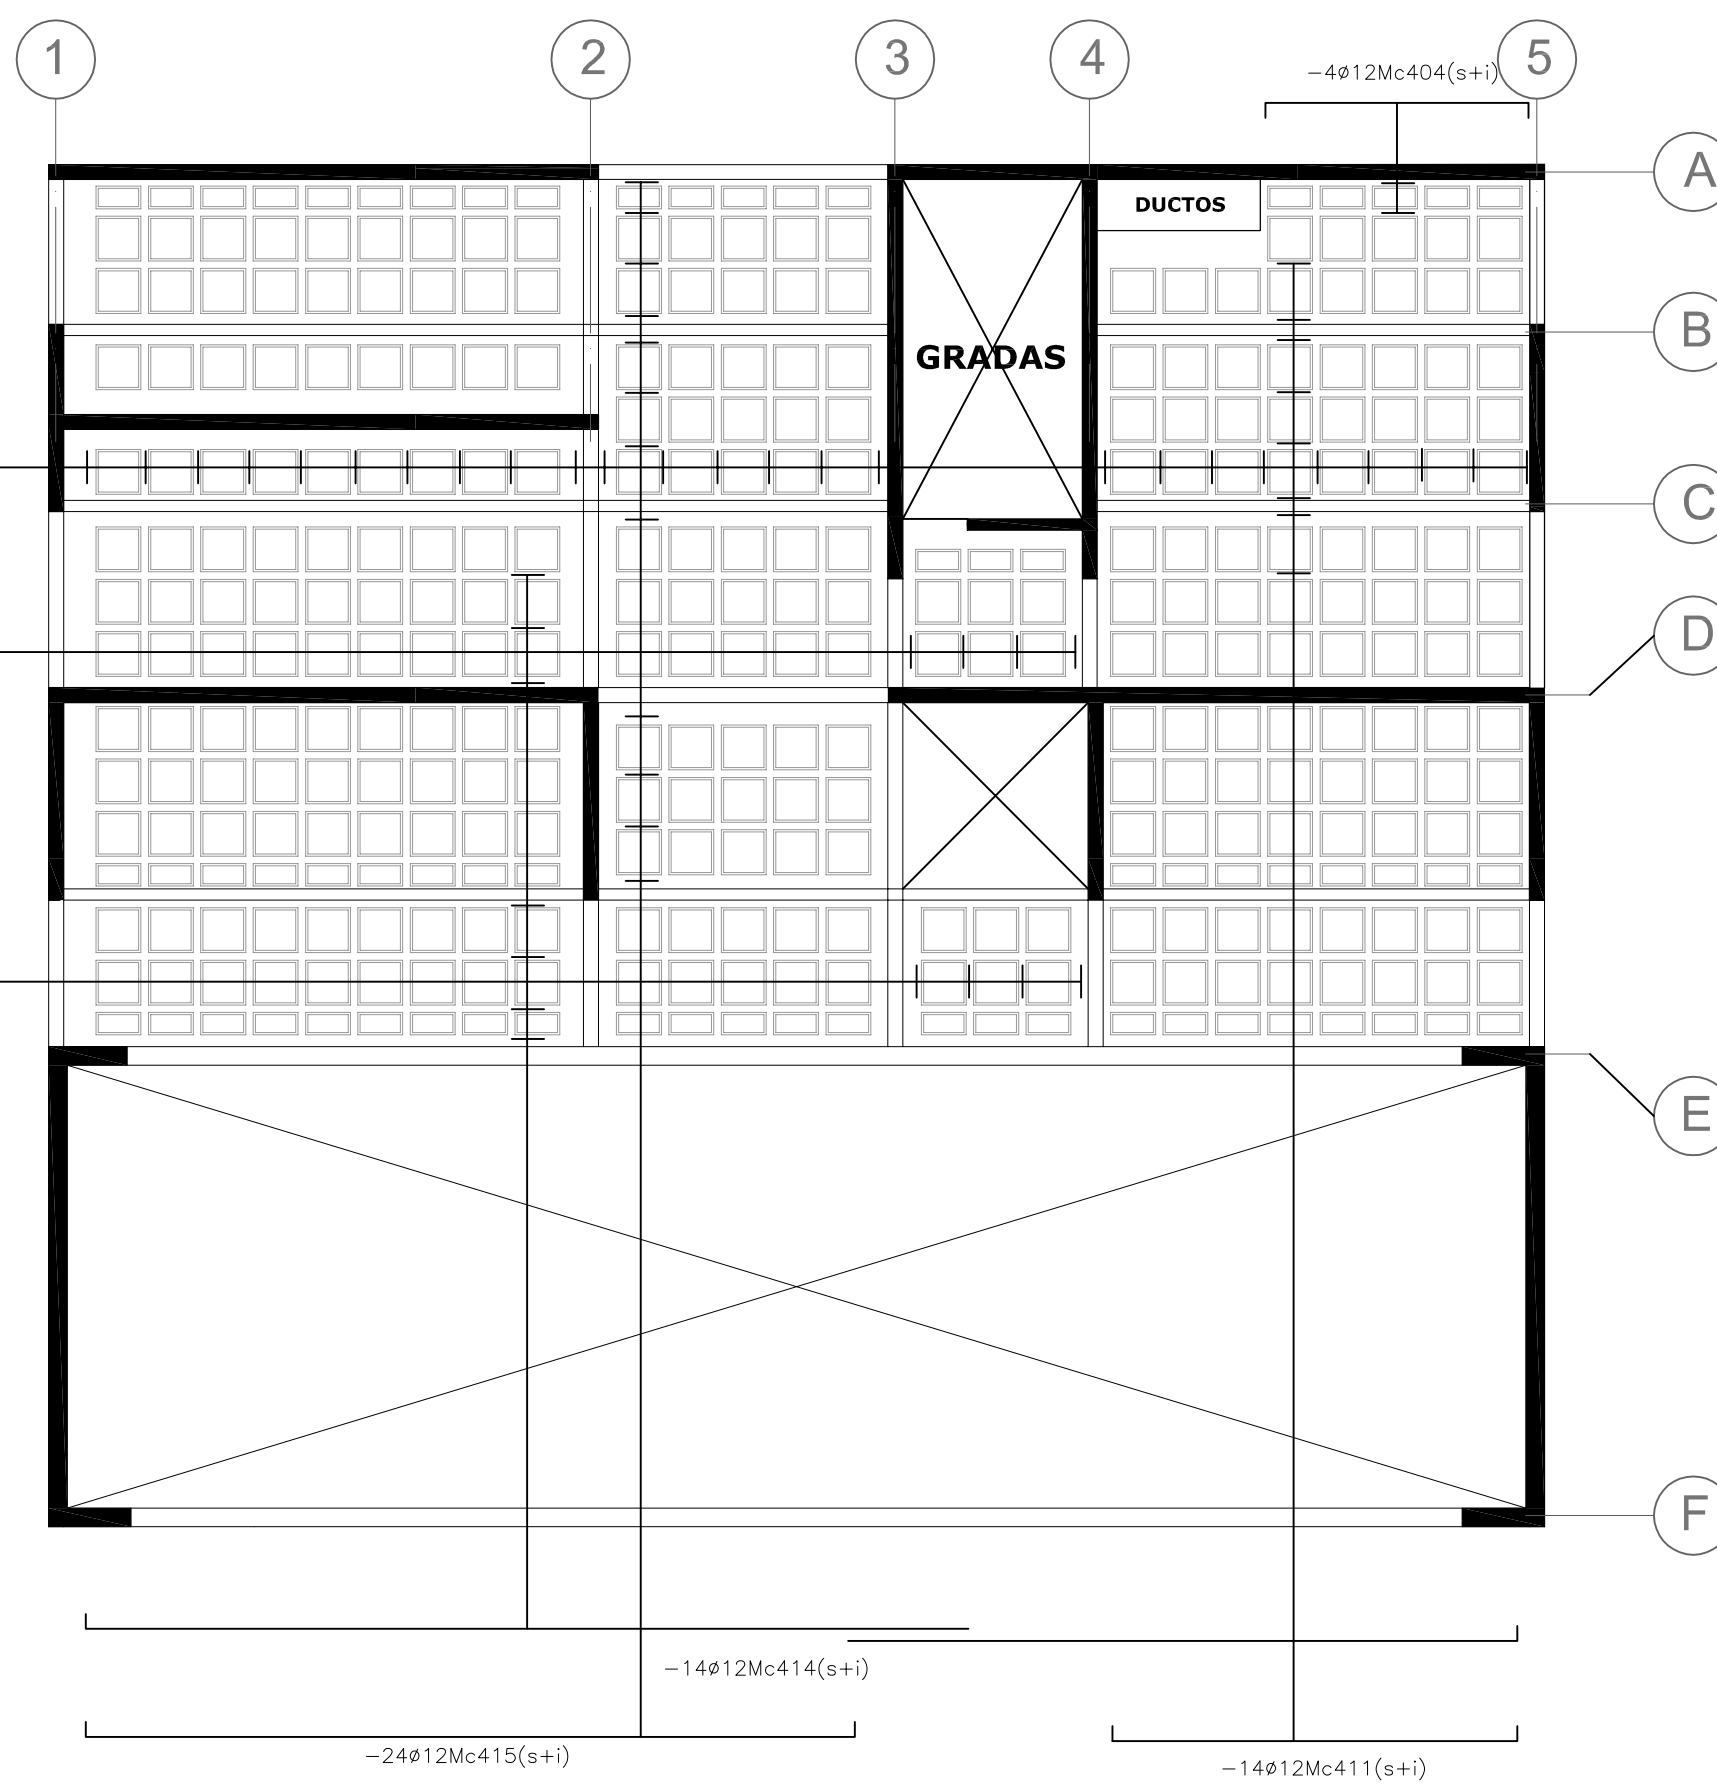 1
2
3
4
5
-4ø12Mc404(s+i)
A
DUCTOS
B
GRADAS
C
D
E
F
-14ø12Mc414(s+i)
-24ø12Mc415(s+i)
-14ø12Mc411(s+i)